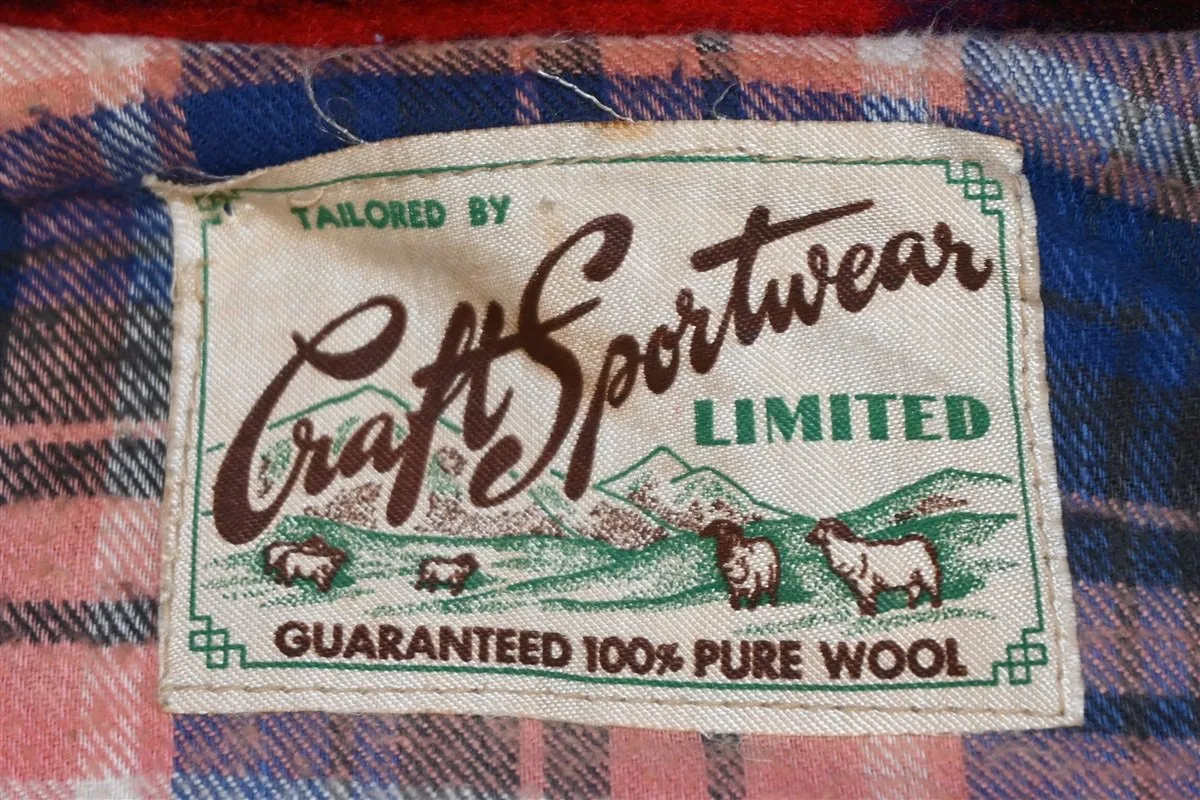 TAILORED BY
Craft Sportwear
LIMITED
GUARANTEED 100% PURE WOOL